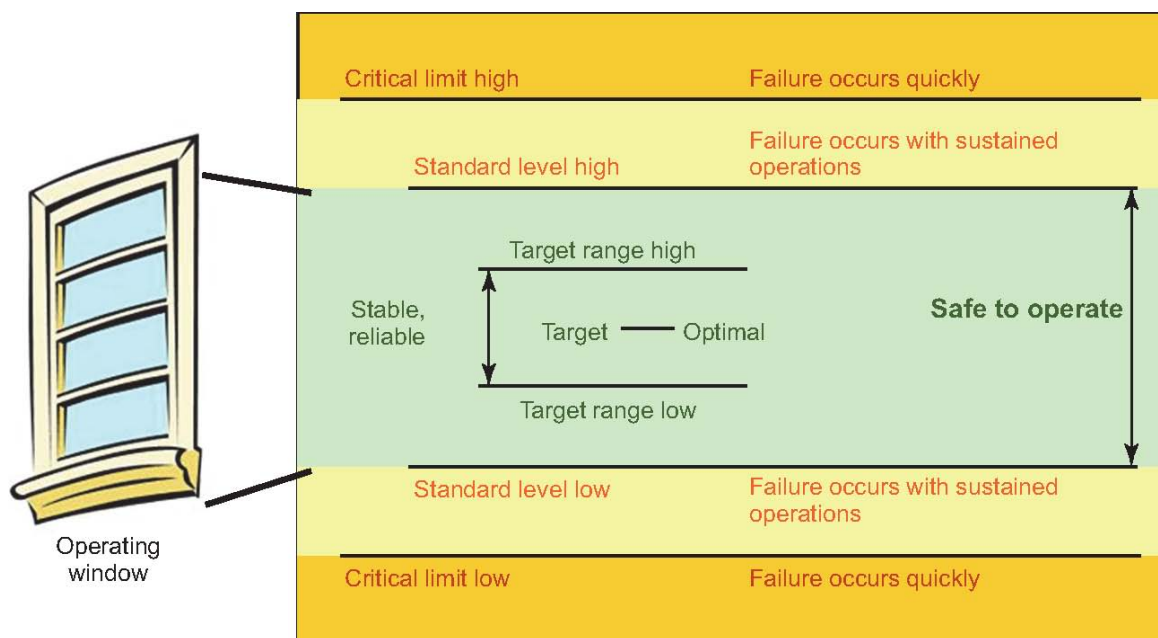 Critical limit high
Failure occurs quickly
Failure occurs with sustained
operations
Standard level high
Target range high
Stable,
reliable
Target
Optimal
Safe to operate
Target range low
Standard level low
Failure occurs with sustained
operations
Operating
window
Critical limit low
Failure occurs quickly